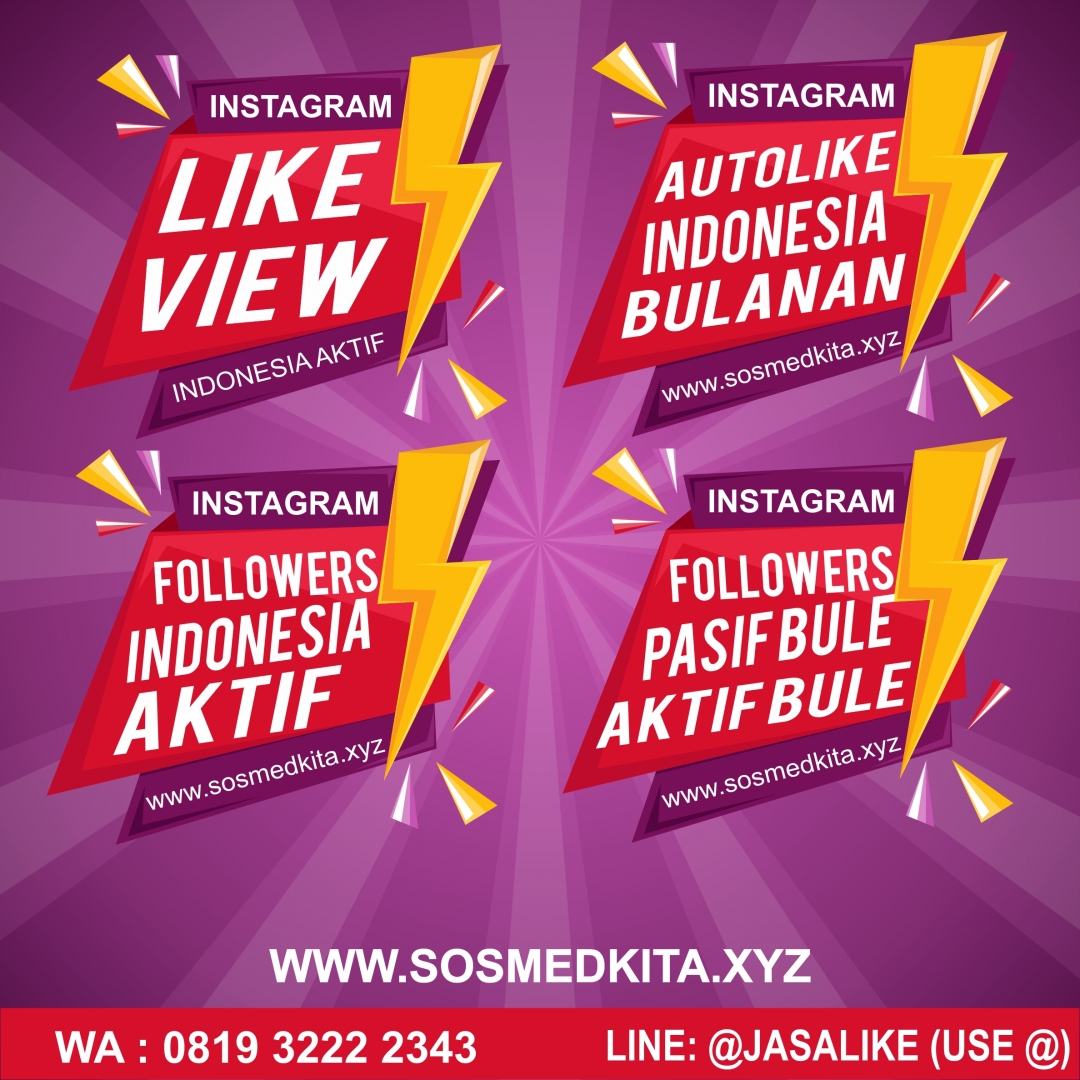 INSTAGRAM
LIKE
VIEW
INDONESIA AKTIF
INSTAGRAM
AUTOLIKE
INDONESIA
BULANAN
www.sosmedkita.xyz
INSTAGRAM
FOLLOWERS
INDONESIA
AKTIF
www.sosmedkita.xyz
INSTAGRAM
FOLLOWERS
PASIF BULE
AKTIF BULE
www.sosmedkita.xyz
WWW.SOSMEDKITA.XYZ
WA : 0819 3222 2343
LINE: @JASALIKE (USE @)